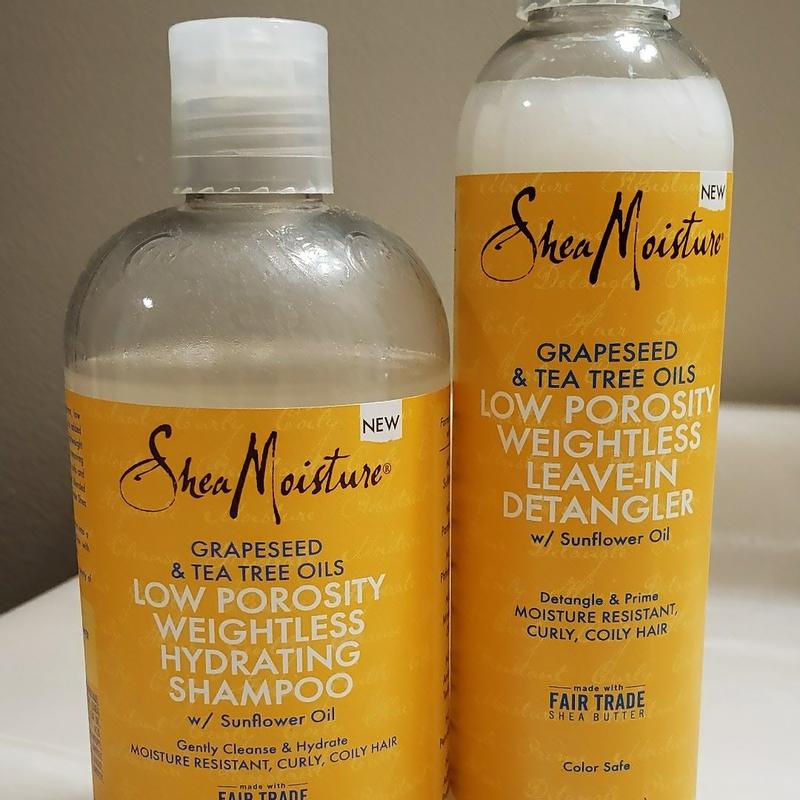 NEW
SheaMoisture®
GRAPESEED
& TEA TREE OILS
LOW POROSITY
WEIGHTLESS
HYDRATING
SHAMPOO
w/ Sunflower Oil
Gently Cleanse & Hydrate
MOISTURE RESISTANT, CURLY, COILY HAIR
made with
FAIR TRADE
NEW
SheaMoisture
GRAPESEED
& TEA TREE OILS
LOW POROSITY
WEIGHTLESS
LEAVE-IN
DETANGLER
w/ Sunflower Oil
Detangle & Prime
MOISTURE RESISTANT,
CURLY, COILY HAIR
made with
FAIR TRADE
SHEA BUTTER
Color Safe